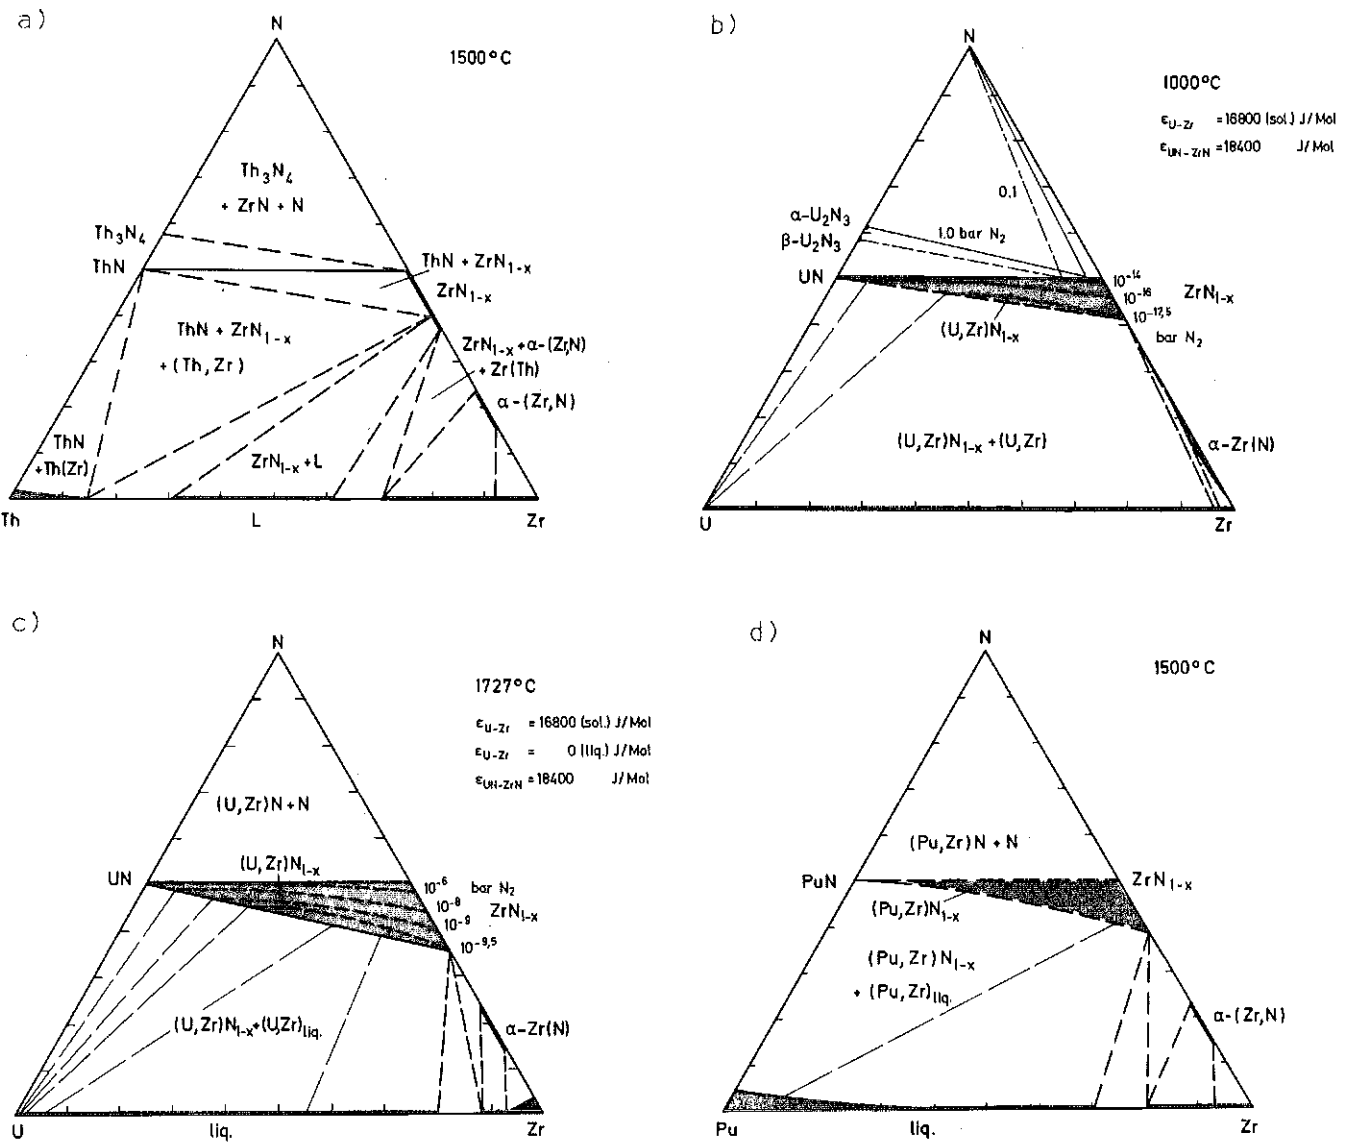 a)
N
1500°C
Th₃N₄
+ ZrN + N
Th₃N₄
ThN
ThN + ZrN₁₋ₓ
ZrN₁₋ₓ
ThN + ZrN₁₋ₓ
+ (Th, Zr)
ZrN₁₋ₓ + α-(Zr,N)
+ Zr(Th)
α-(Zr, N)
ThN
+Th(Zr)
ZrN₁₋ₓ + L
Th
L
Zr
b)
N
1000°C
ε U-Zr = 16800 (sol.) J/Mol
ε UN-ZrN = 18400 J/Mol
0,1
α-U₂N₃
β-U₂N₃
1.0 bar N₂
UN
10⁻¹⁴
10⁻¹⁶
10⁻¹⁷·⁵
bar N₂
ZrN₁₋ₓ
(U,Zr)N₁₋ₓ
(U,Zr)N₁₋ₓ + (U,Zr)
α-Zr(N)
U
Zr
c)
N
1727°C
ε U-Zr = 16800 (sol.) J/Mol
ε U-Zr = 0 (liq.) J/Mol
ε UN-ZrN = 18400 J/Mol
(U,Zr)N + N
UN
(U,Zr)N₁₋ₓ
10⁻⁶ bar N₂
10⁻⁸
ZrN₁₋ₓ
10⁻⁹
10⁻⁹·⁵
(U,Zr)N₁₋ₓ+(U,Zr)liq.
α-Zr(N)
U
liq.
Zr
d)
N
1500°C
(Pu,Zr)N + N
PuN
ZrN₁₋ₓ
(Pu,Zr)N₁₋ₓ
(Pu,Zr)N₁₋ₓ
+ (Pu,Zr)liq.
α-(Zr,N)
Pu
liq.
Zr